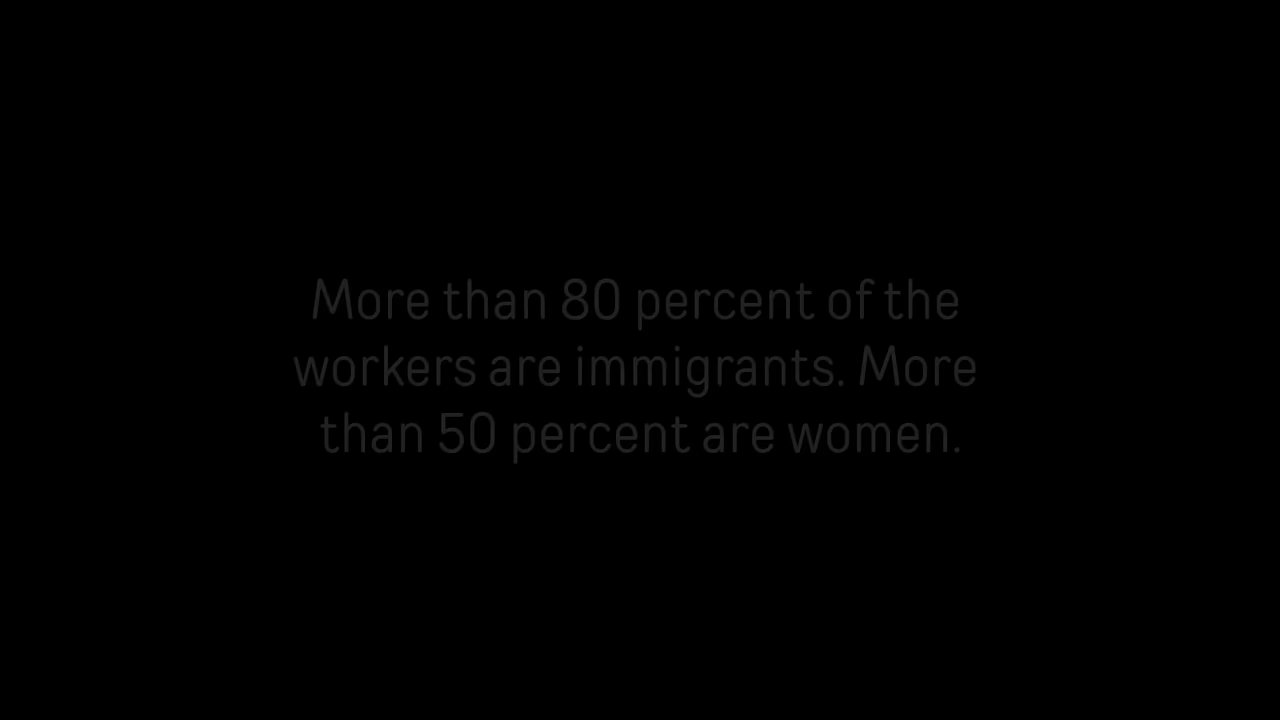 More than 80 percent of the
workers are immigrants. More
than 50 percent are women.